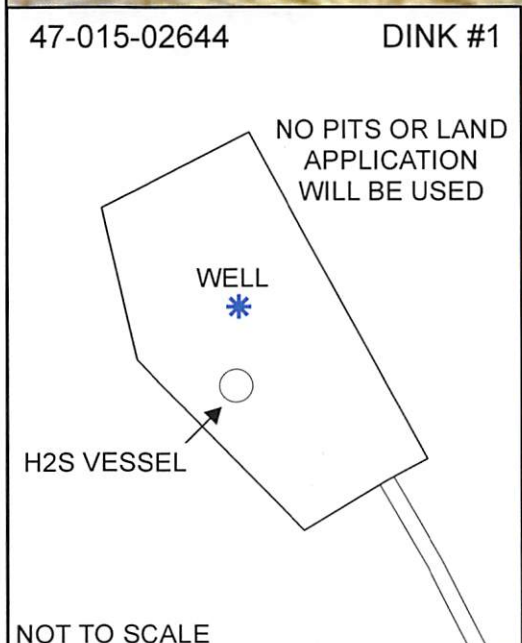 47-015-02644 DINK #1
NO PITS OR LAND
APPLICATION
WILL BE USED
WELL
H2S VESSEL
NOT TO SCALE